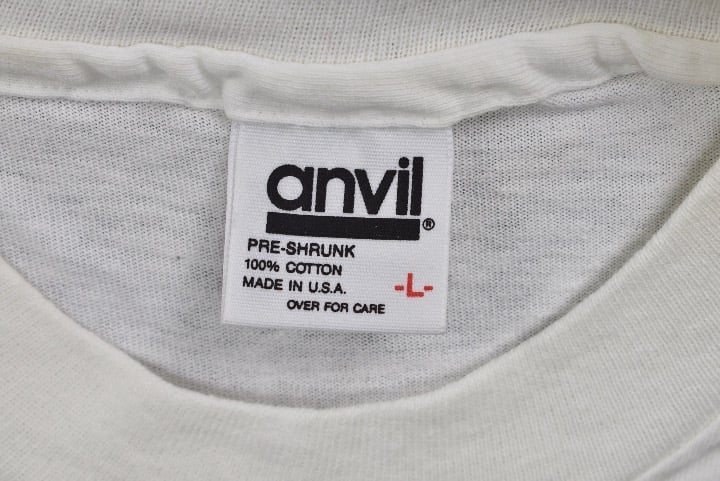 anvil®
PRE-SHRUNK
100% COTTON
MADE IN U.S.A.
-L-
OVER FOR CARE